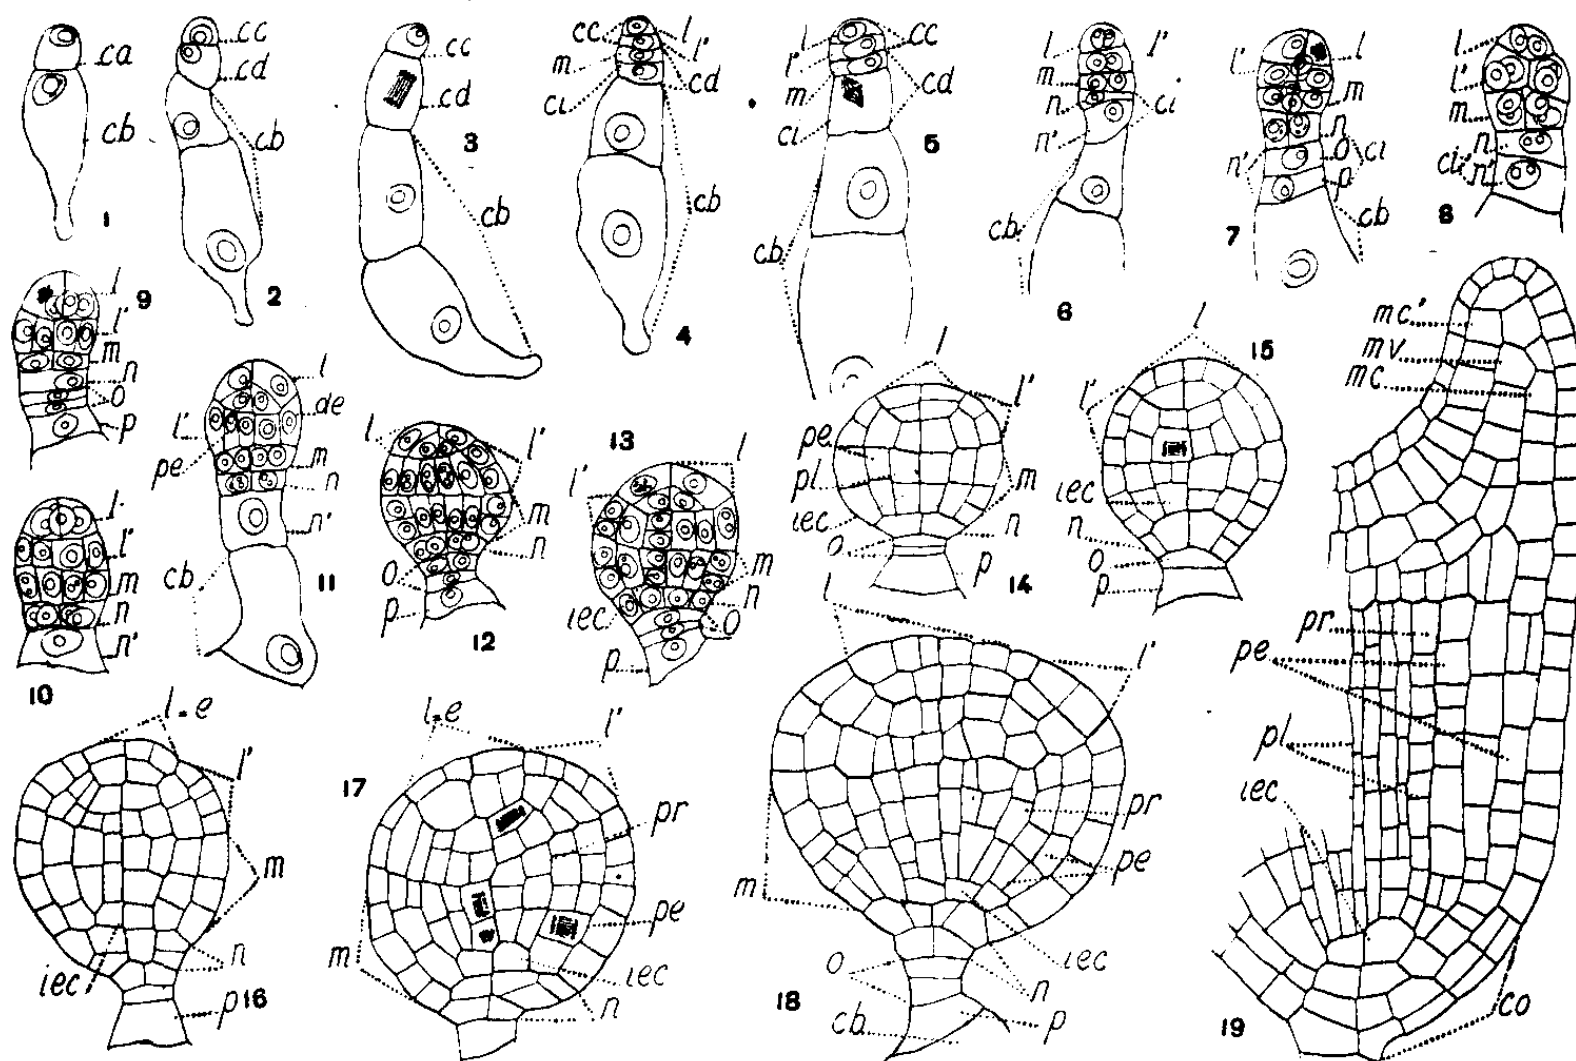 ca
cb
1
cc
cd
cb
2
cc
cd
cb
3
cc
l
l'
m
cd
ci
cb
4
l
cc
l'
m
cd
ci
cb
5
l
l'
m
n
ci
n'
cb
6
l'
l
m
n
o
ci
n'
p
cb
7
l
l'
m
n
ci
n'
8
l
9
l'
m
n
o
p
l
l'
m
n
n'
10
l
de
l'
pe
m
n
n'
cb
11
l
l'
m
n
o
p
12
13
l
l'
m
n
iec
o
p
l
l'
pe
pl
m
iec
n
o
p
14
l
15
l'
iec
n
o
p
l=e
l'
m
n
iec
p
16
l=e
l'
17
pr
pe
m
iec
n
l
l'
pr
pe
m
iec
o
n
p
cb
18
mc'
mv
mc
pr
pe
pl
iec
co
19